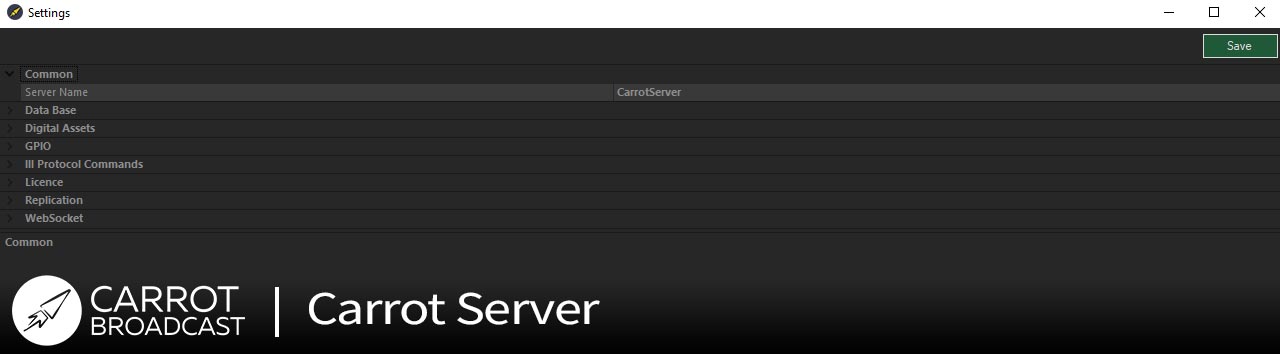 Settings
Save
Common
Server Name CarrotServer
Data Base
Digital Assets
GPIO
III Protocol Commands
Licence
Replication
WebSocket
Common
CARROT
BROADCAST
Carrot Server